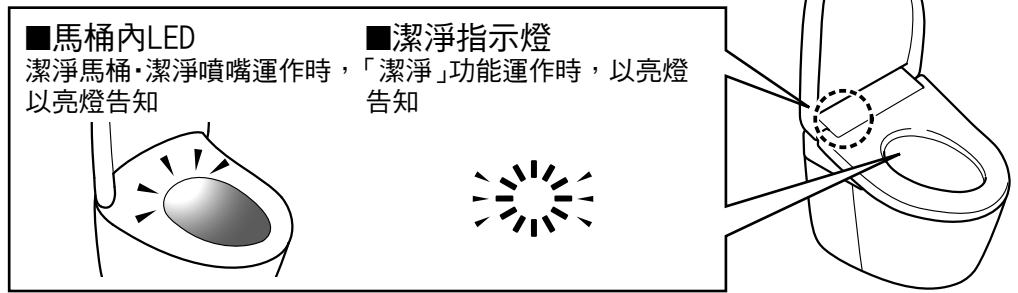 ■馬桶內LED
潔淨馬桶･潔淨噴嘴運作時，
以亮燈告知
■潔淨指示燈
「潔淨」功能運作時，以亮燈
告知